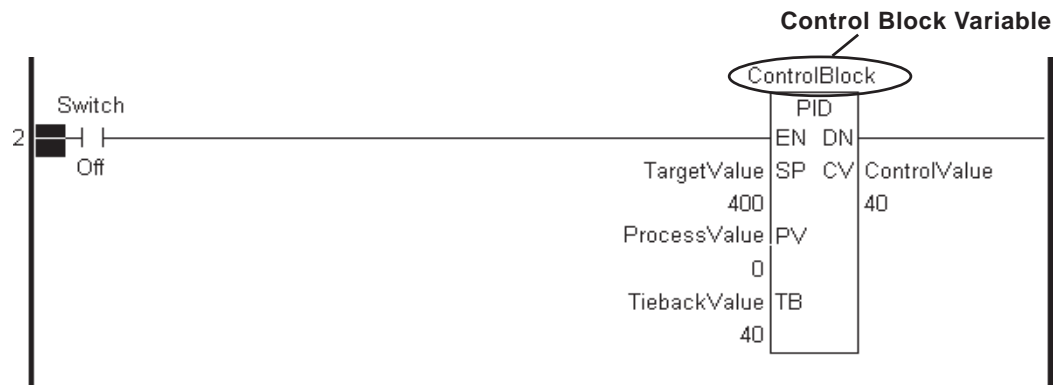 Control Block Variable
ControlBlock
Switch
PID
2
EN DN
Off
TargetValue SP CV ControlValue
400 40
ProcessValue PV
0
TiebackValue TB
40